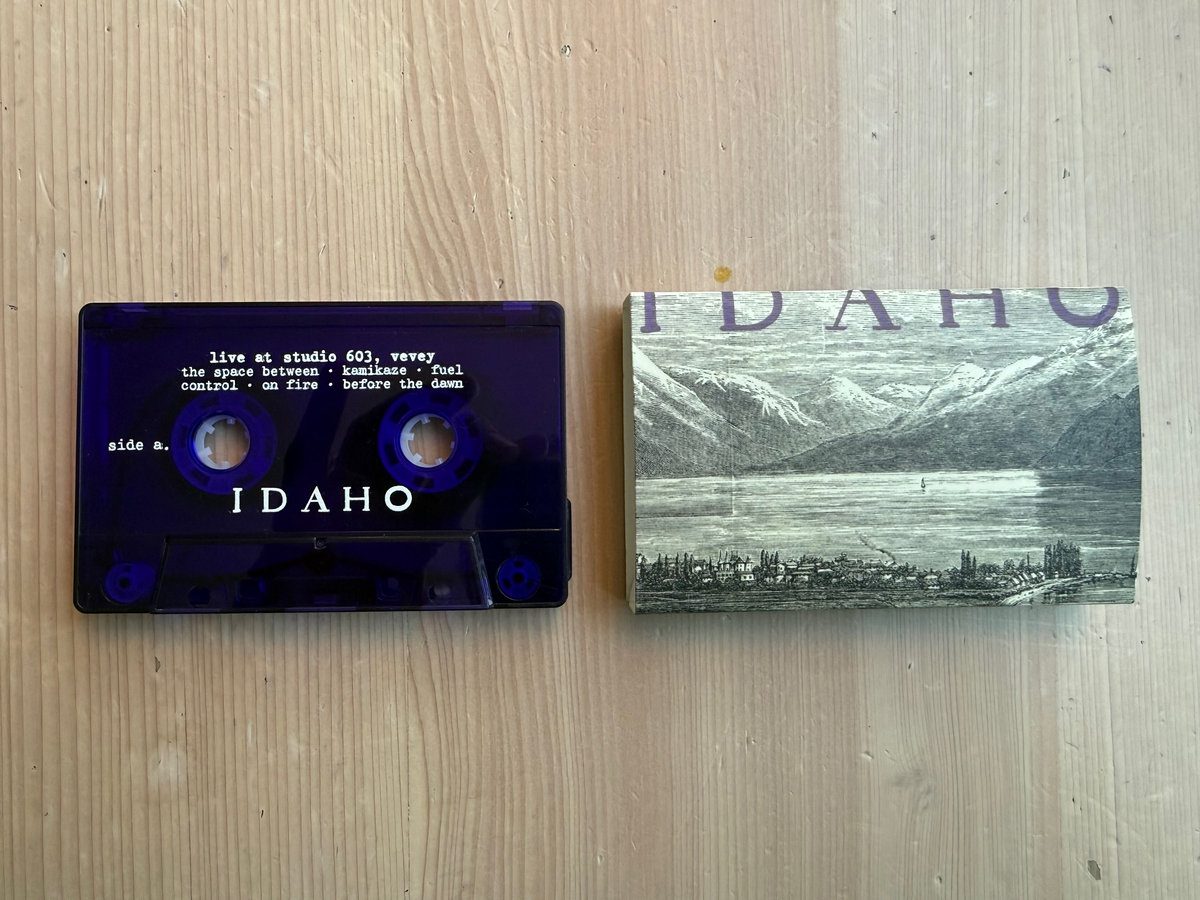 live at studio 603, vevey
the space between · kamikaze · fuel
control · on fire · before the dawn
side a.
IDAHO
IDAHO